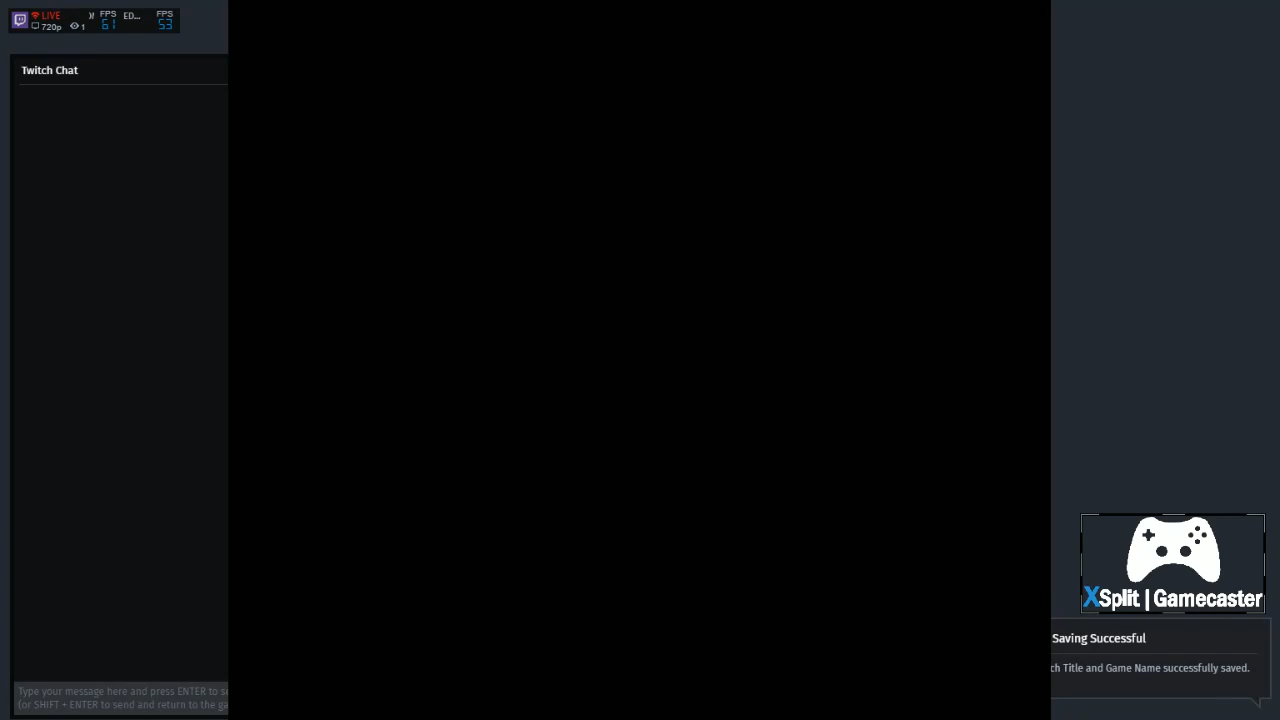 LIVE
FPS
ED...
FPS
720p
1
61
53
Twitch Chat
XSplit | Gamecaster
Saving Successful
ch Title and Game Name successfully saved.
Type your message here and press ENTER to se
(or SHIFT + ENTER to send and return to the ga